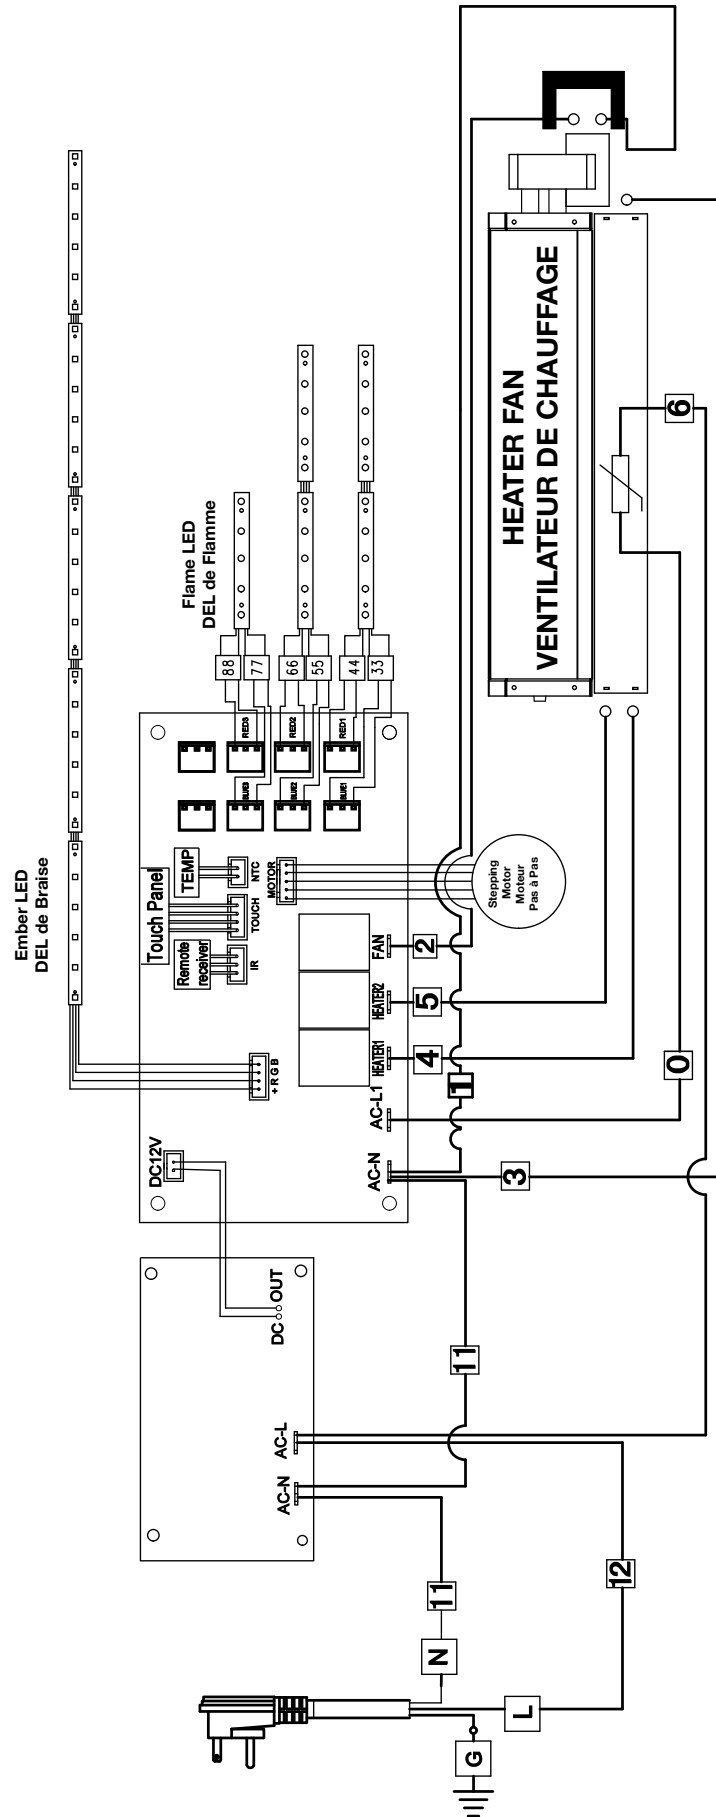 Ember LED
DEL de Braise
Flame LED
DEL de Flamme
HEATER FAN
VENTILATEUR DE CHAUFFAGE
6
88
77
66
55
44
33
RED3
RED2
RED1
BLUE3
BLUE2
BLUE1
Touch Panel
TEMP
NTC
MOTOR
TOUCH
Remote
receiver
IR
Stepping
Motor
Moteur
Pas à Pas
FAN
2
HEATER2
5
HEATER1
4
1
0
AC-L1
AC-N
3
+ R G B
DC12V
DC OUT
11
AC-L
AC-N
11
12
N
L
G